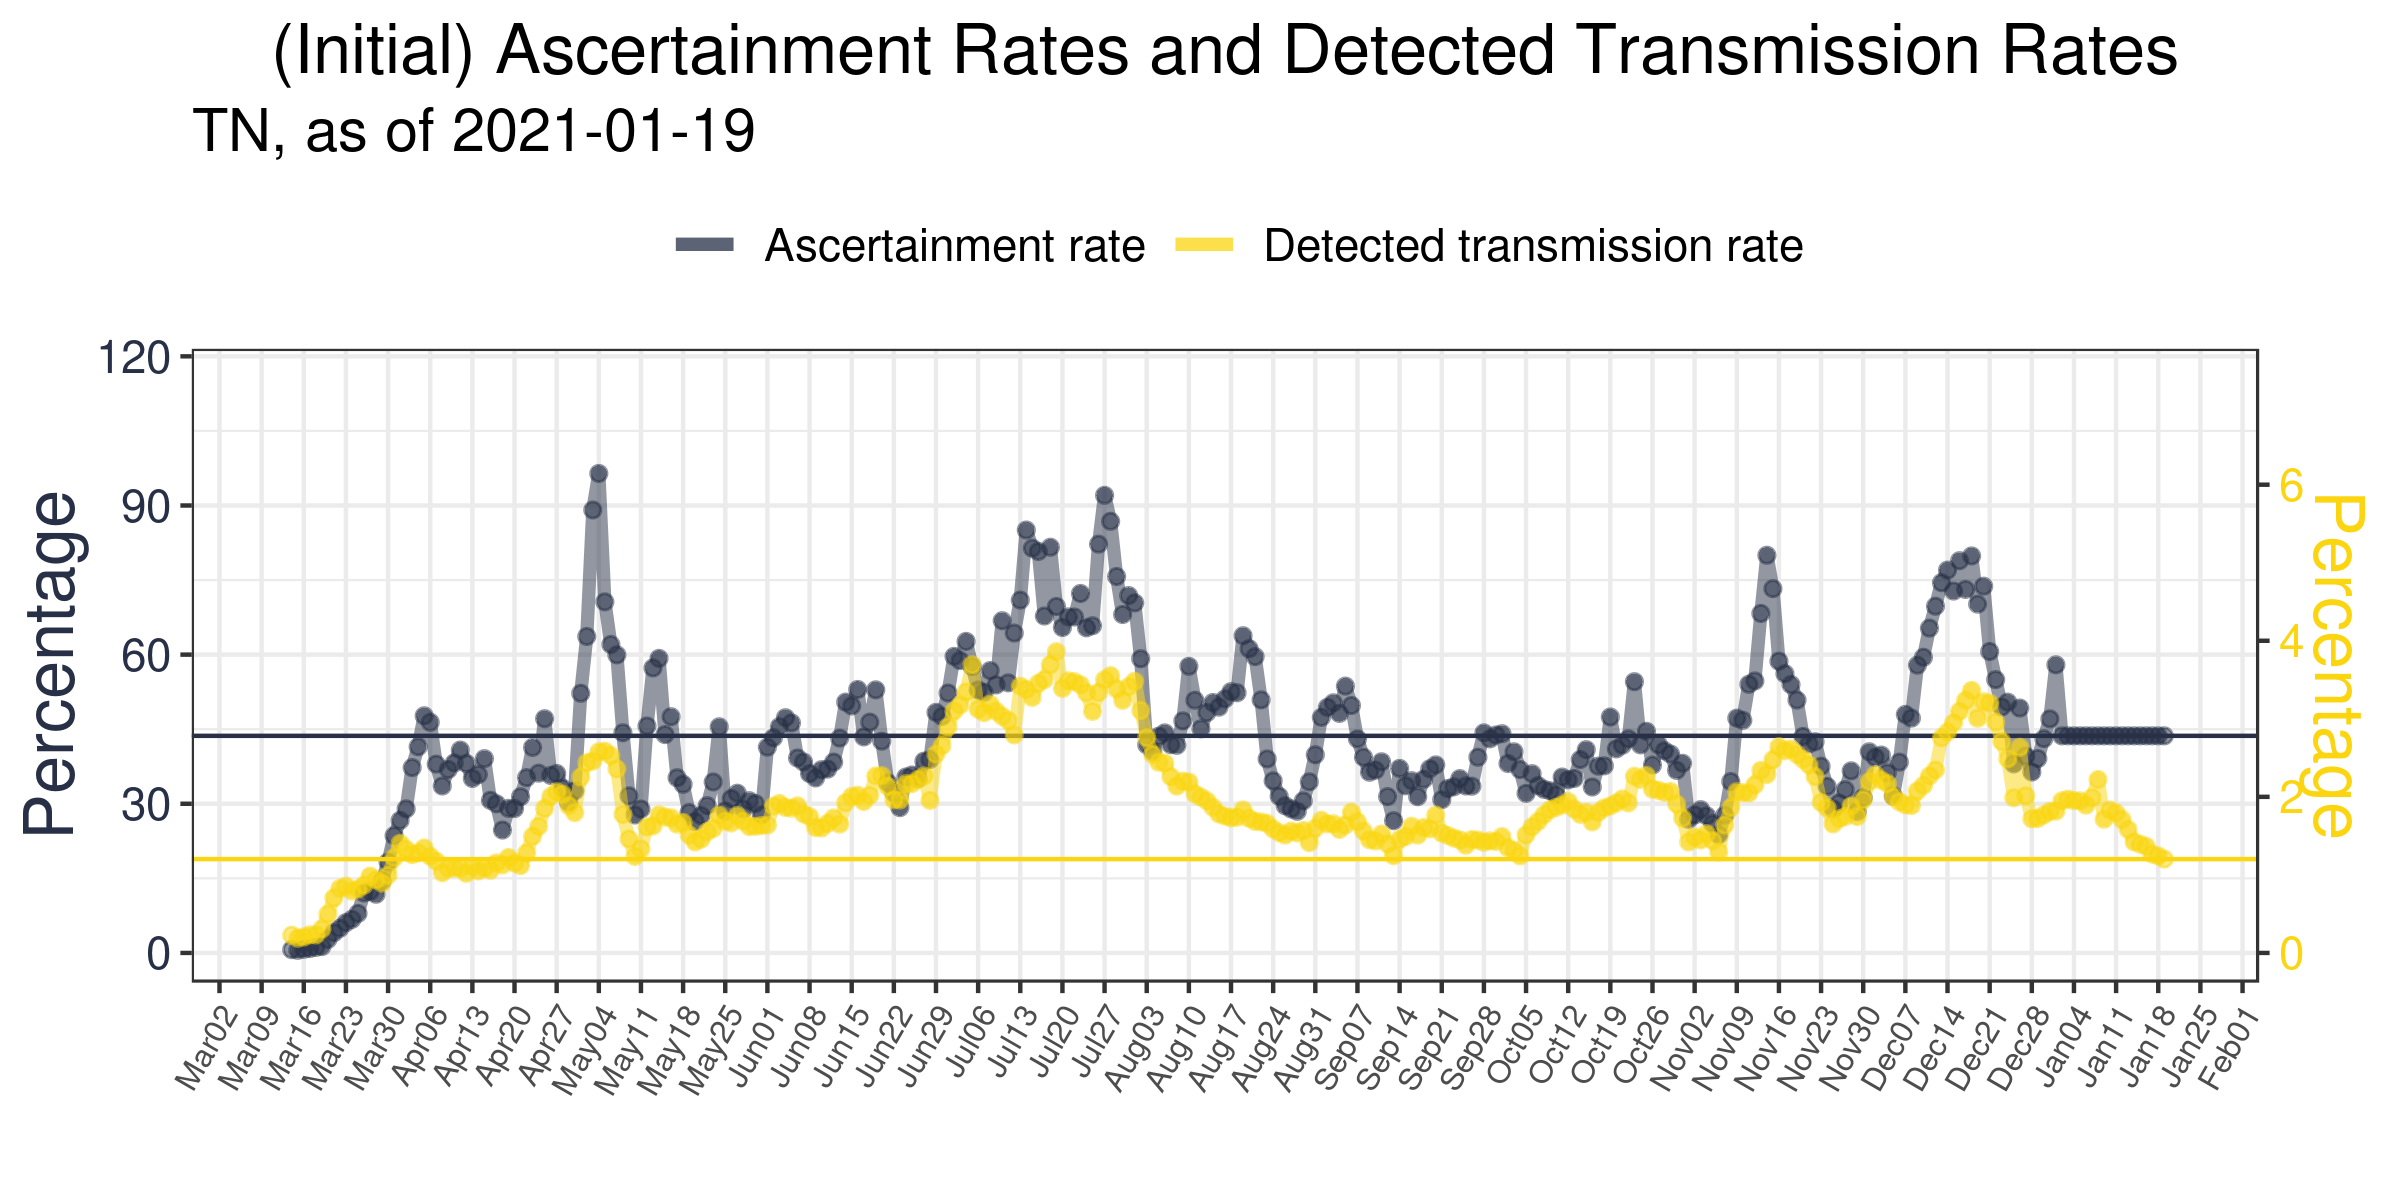 (Initial) Ascertainment Rates and Detected Transmission Rates
TN, as of 2021-01-19
Ascertainment rate
Detected transmission rate
Percentage
120
90
60
30
0
6
4
2
0
Percentage
Mar02
Mar09
Mar16
Mar23
Mar30
Apr06
Apr13
Apr20
Apr27
May04
May11
May18
May25
Jun01
Jun08
Jun15
Jun22
Jun29
Jul06
Jul13
Jul20
Jul27
Aug03
Aug10
Aug17
Aug24
Aug31
Sep07
Sep14
Sep21
Sep28
Oct05
Oct12
Oct19
Oct26
Nov02
Nov09
Nov16
Nov23
Nov30
Dec07
Dec14
Dec21
Dec28
Jan04
Jan11
Jan18
Jan25
Feb01